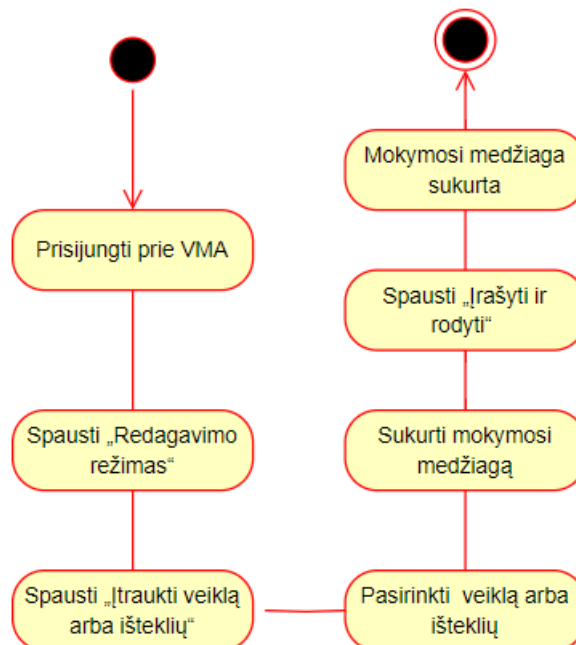 Prisijungti prie VMA
Spausti „Redagavimo
režimas“
Spausti „Įtraukti veiklą
arba išteklių“
Pasirinkti  veiklą arba
išteklių
Sukurti mokymosi
medžiagą
Spausti „Įrašyti ir
rodyti“
Mokymosi medžiaga
sukurta